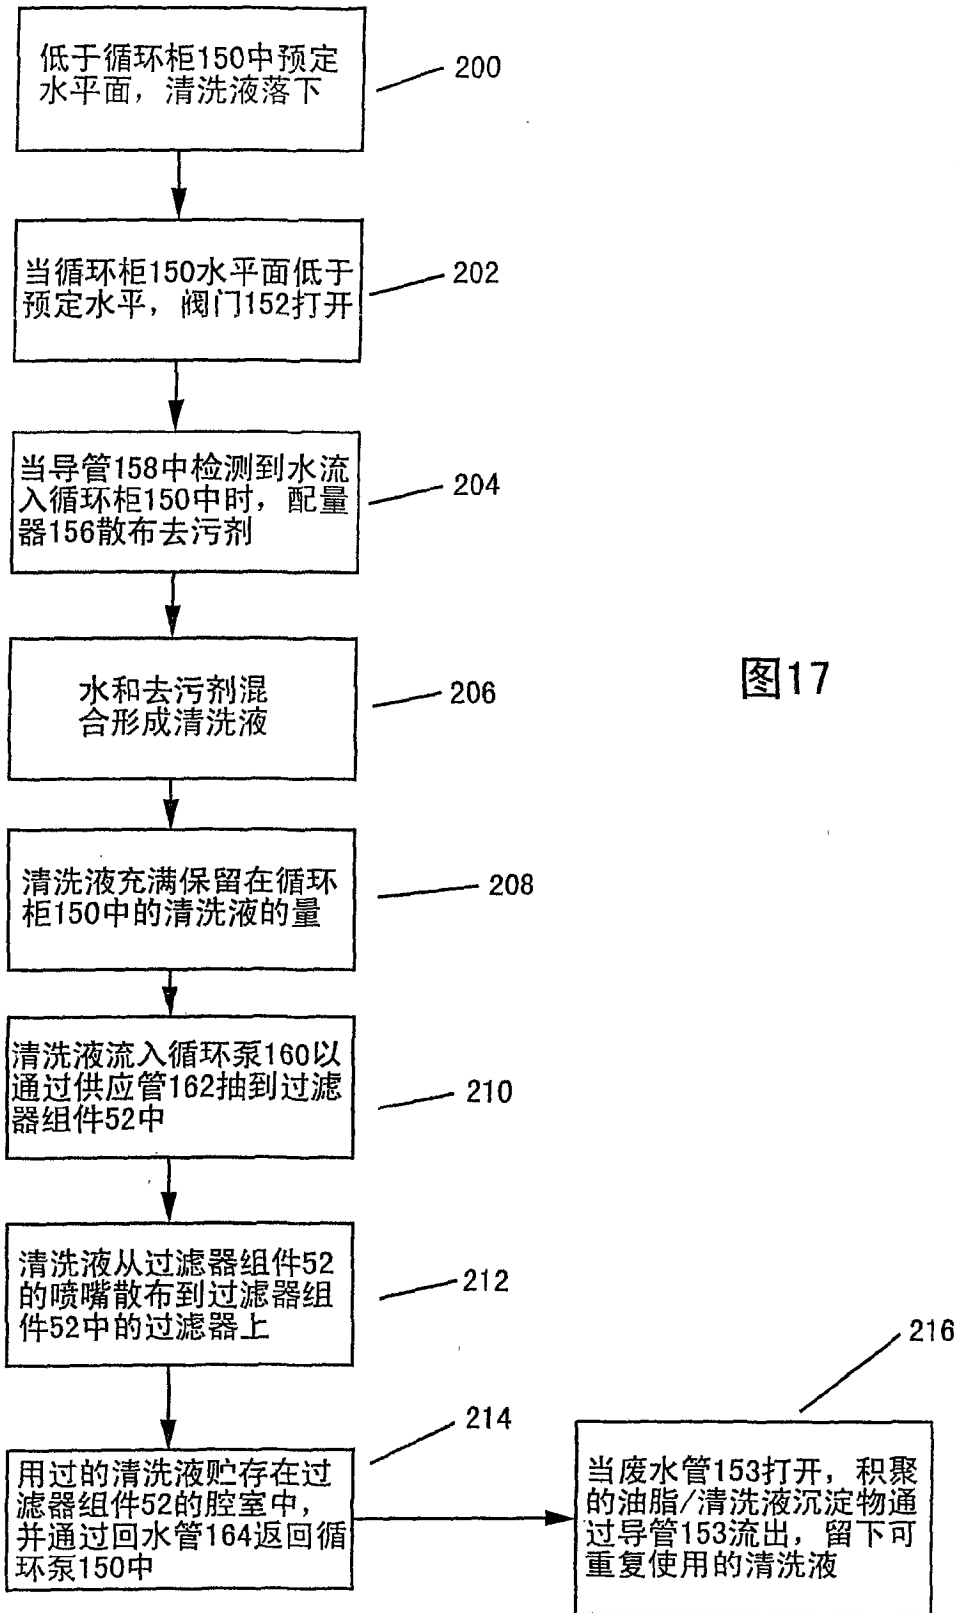 低于循环柜150中预定
水平面，清洗液落下
200
当循环柜150水平面低于
预定水平，阀门152打开
202
当导管158中检测到水流
入循环柜150中时，配量
器156散布去污剂
204
水和去污剂混
合形成清洗液
206
图17
清洗液充满保留在循环
柜150中的清洗液的量
208
清洗液流入循环泵160以
通过供应管162抽到过滤
器组件52中
210
清洗液从过滤器组件52
的喷嘴散布到过滤器组
件52中的过滤器上
212
用过的清洗液贮存在过
滤器组件52的腔室中，
并通过回水管164返回循
环泵150中
214
当废水管153打开，积聚
的油脂/清洗液沉淀物通
过导管153流出，留下可
重复使用的清洗液
216